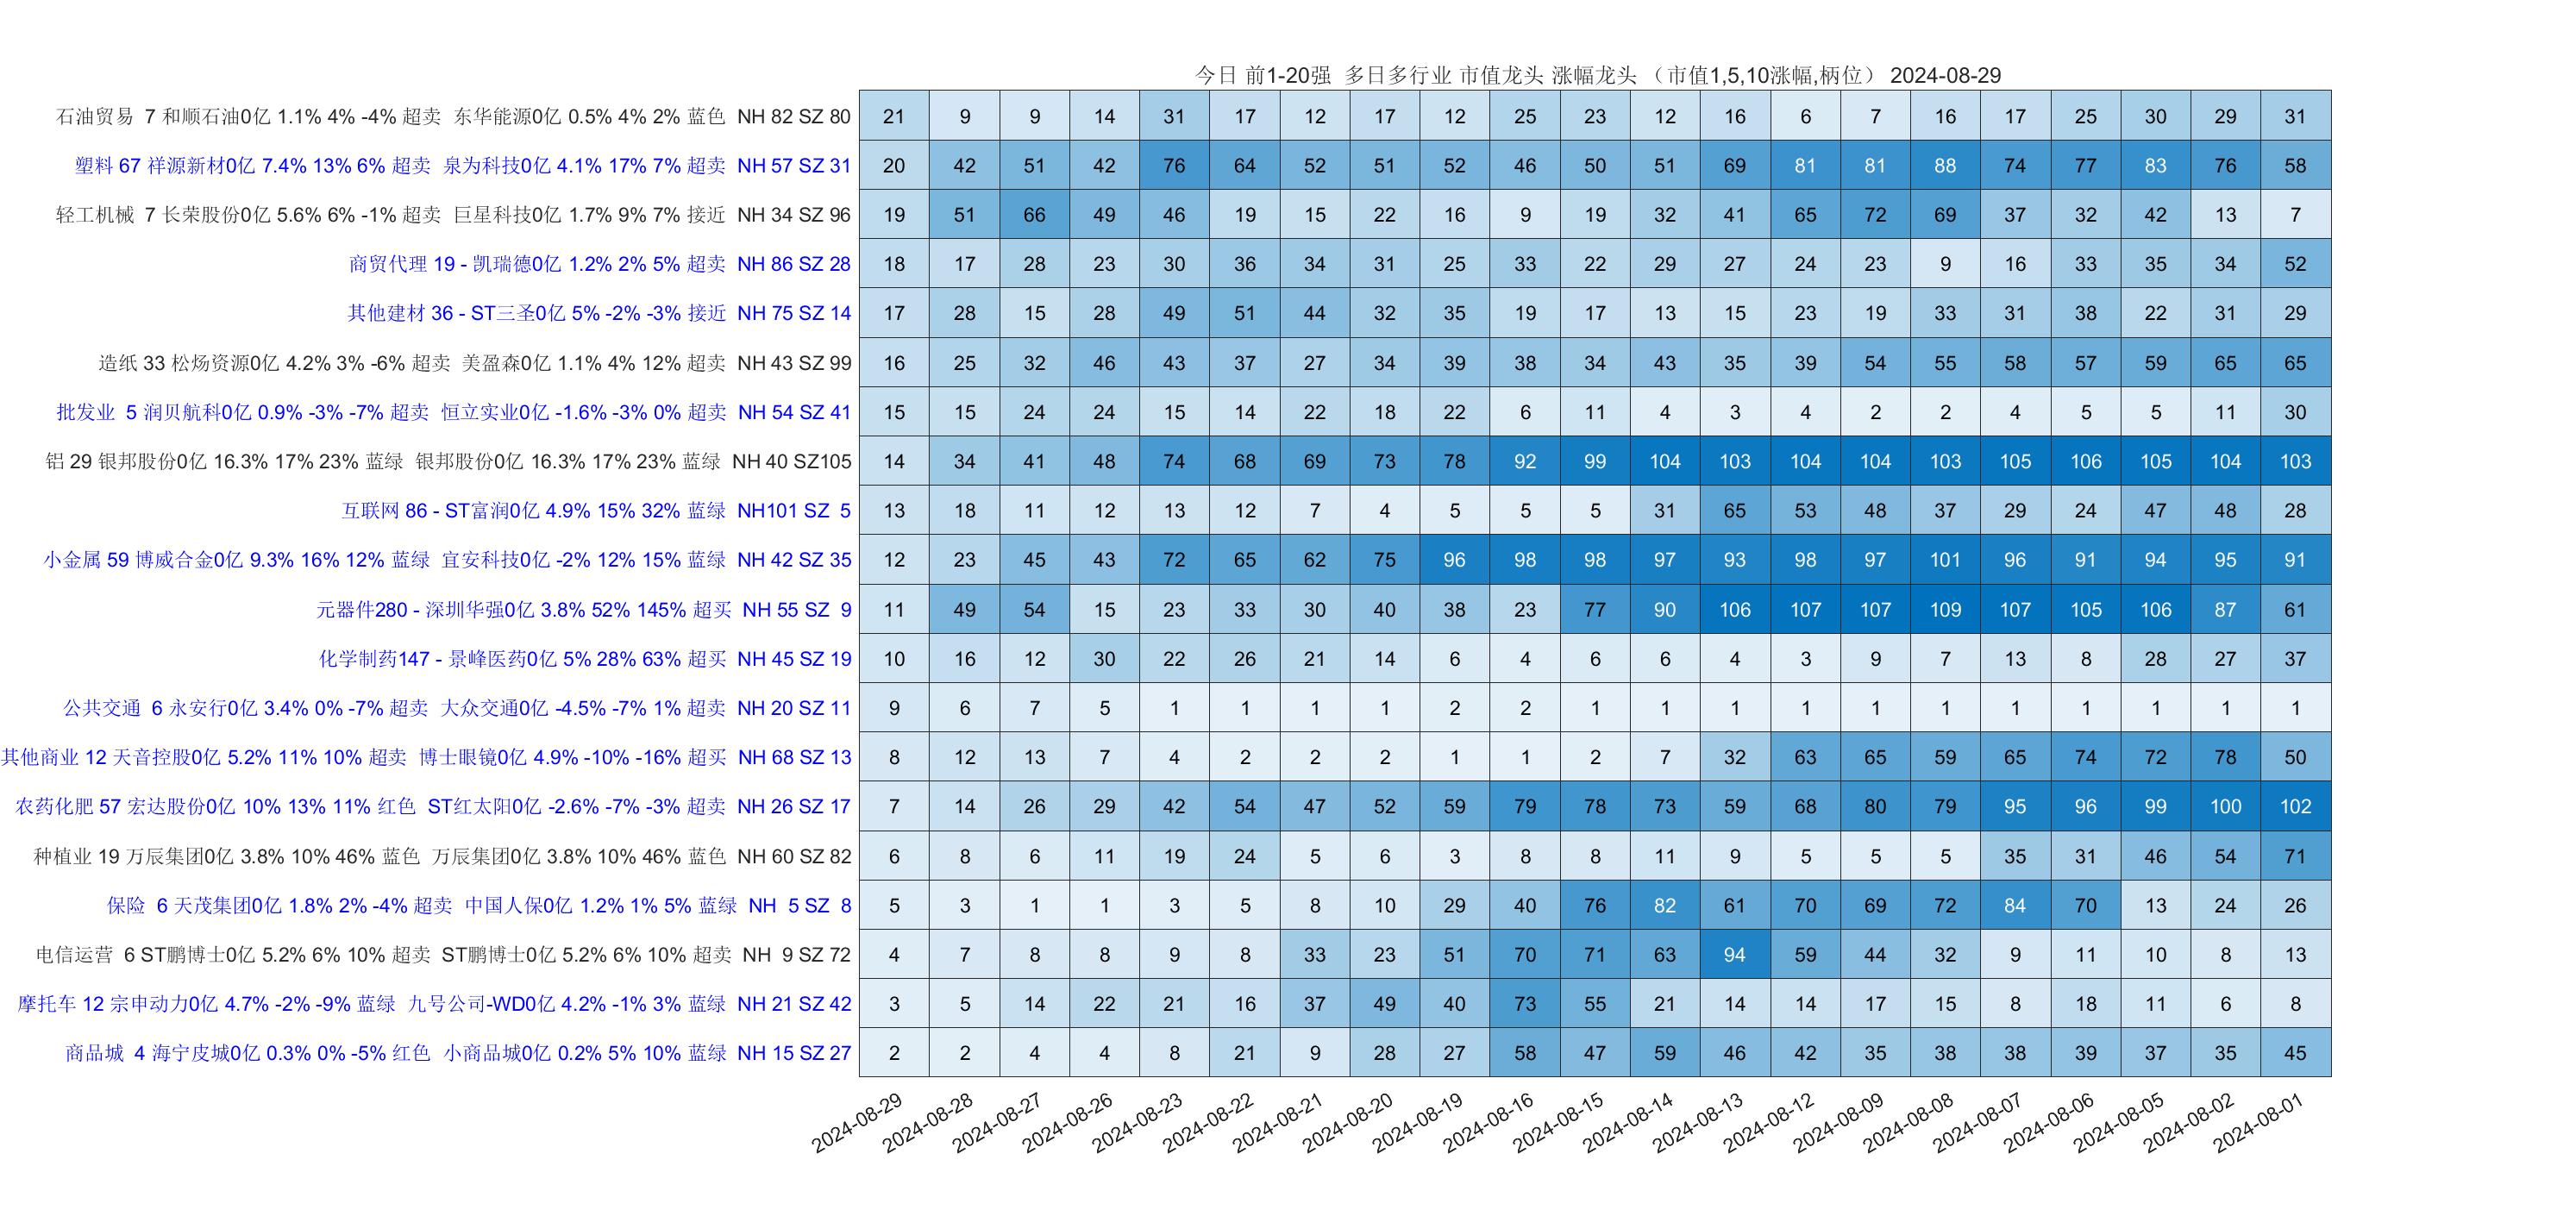 今日 前1-20强 多日多行业 市值龙头 涨幅龙头 （市值1,5,10涨幅,柄位） 2024-08-29
石油贸易 7 和顺石油0亿 1.1% 4% -4% 超卖 东华能源0亿 0.5% 4% 2% 蓝色 NH 82 SZ 80 21 9 9 14 31 17 12 17 12 25 23 12 16 6 7 16 17 25 30 29 31
塑料 67 祥源新材0亿 7.4% 13% 6% 超卖 泉为科技0亿 4.1% 17% 7% 超卖 NH 57 SZ 31 20 42 51 42 76 64 52 51 52 46 50 51 69 81 81 88 74 77 83 76 58
轻工机械 7 长荣股份0亿 5.6% 6% -1% 超卖 巨星科技0亿 1.7% 9% 7% 接近 NH 34 SZ 96 19 51 66 49 46 19 15 22 16 9 19 32 41 65 72 69 37 32 42 13 7
商贸代理 19 - 凯瑞德0亿 1.2% 2% 5% 超卖 NH 86 SZ 28 18 17 28 23 30 36 34 31 25 33 22 29 27 24 23 9 16 33 35 34 52
其他建材 36 - ST三圣0亿 5% -2% -3% 接近 NH 75 SZ 14 17 28 15 28 49 51 44 32 35 19 17 13 15 23 19 33 31 38 22 31 29
造纸 33 松炀资源0亿 4.2% 3% -6% 超卖 美盈森0亿 1.1% 4% 12% 超卖 NH 43 SZ 99 16 25 32 46 43 37 27 34 39 38 34 43 35 39 54 55 58 57 59 65 65
批发业 5 润贝航科0亿 0.9% -3% -7% 超卖 恒立实业0亿 -1.6% -3% 0% 超卖 NH 54 SZ 41 15 15 24 24 15 14 22 18 22 6 11 4 3 4 2 2 4 5 5 11 30
铝 29 银邦股份0亿 16.3% 17% 23% 蓝绿 银邦股份0亿 16.3% 17% 23% 蓝绿 NH 40 SZ105 14 34 41 48 74 68 69 73 78 92 99 104 103 104 104 103 105 106 105 104 103
互联网 86 - ST富润0亿 4.9% 15% 32% 蓝绿 NH101 SZ 5 13 18 11 12 13 12 7 4 5 5 5 31 65 53 48 37 29 24 47 48 28
小金属 59 博威合金0亿 9.3% 16% 12% 蓝绿 宜安科技0亿 -2% 12% 15% 蓝绿 NH 42 SZ 35 12 23 45 43 72 65 62 75 96 98 98 97 93 98 97 101 96 91 94 95 91
元器件280 - 深圳华强0亿 3.8% 52% 145% 超买 NH 55 SZ 9 11 49 54 15 23 33 30 40 38 23 77 90 106 107 107 109 107 105 106 87 61
化学制药147 - 景峰医药0亿 5% 28% 63% 超买 NH 45 SZ 19 10 16 12 30 22 26 21 14 6 4 6 6 4 3 9 7 13 8 28 27 37
公共交通 6 永安行0亿 3.4% 0% -7% 超卖 大众交通0亿 -4.5% -7% 1% 超卖 NH 20 SZ 11 9 6 7 5 1 1 1 1 2 2 1 1 1 1 1 1 1 1 1 1 1
其他商业 12 天音控股0亿 5.2% 11% 10% 超卖 博士眼镜0亿 4.9% -10% -16% 超买 NH 68 SZ 13 8 12 13 7 4 2 2 2 1 1 2 7 32 63 65 59 65 74 72 78 50
农药化肥 57 宏达股份0亿 10% 13% 11% 红色 ST红太阳0亿 -2.6% -7% -3% 超卖 NH 26 SZ 17 7 14 26 29 42 54 47 52 59 79 78 73 59 68 80 79 95 96 99 100 102
种植业 19 万辰集团0亿 3.8% 10% 46% 蓝色 万辰集团0亿 3.8% 10% 46% 蓝色 NH 60 SZ 82 6 8 6 11 19 24 5 6 3 8 8 11 9 5 5 5 35 31 46 54 71
保险 6 天茂集团0亿 1.8% 2% -4% 超卖 中国人保0亿 1.2% 1% 5% 蓝绿 NH 5 SZ 8 5 3 1 1 3 5 8 10 29 40 76 82 61 70 69 72 84 70 13 24 26
电信运营 6 ST鹏博士0亿 5.2% 6% 10% 超卖 ST鹏博士0亿 5.2% 6% 10% 超卖 NH 9 SZ 72 4 7 8 8 9 8 33 23 51 70 71 63 94 59 44 32 9 11 10 8 13
摩托车 12 宗申动力0亿 4.7% -2% -9% 蓝绿 九号公司-WD0亿 4.2% -1% 3% 蓝绿 NH 21 SZ 42 3 5 14 22 21 16 37 49 40 73 55 21 14 14 17 15 8 18 11 6 8
商品城 4 海宁皮城0亿 0.3% 0% -5% 红色 小商品城0亿 0.2% 5% 10% 蓝绿 NH 15 SZ 27 2 2 4 4 8 21 9 28 27 58 47 59 46 42 35 38 38 39 37 35 45
2024-08-29 2024-08-28 2024-08-27 2024-08-26 2024-08-23 2024-08-22 2024-08-21 2024-08-20 2024-08-19 2024-08-16 2024-08-15 2024-08-14 2024-08-13 2024-08-12 2024-08-09 2024-08-08 2024-08-07 2024-08-06 2024-08-05 2024-08-02 2024-08-01